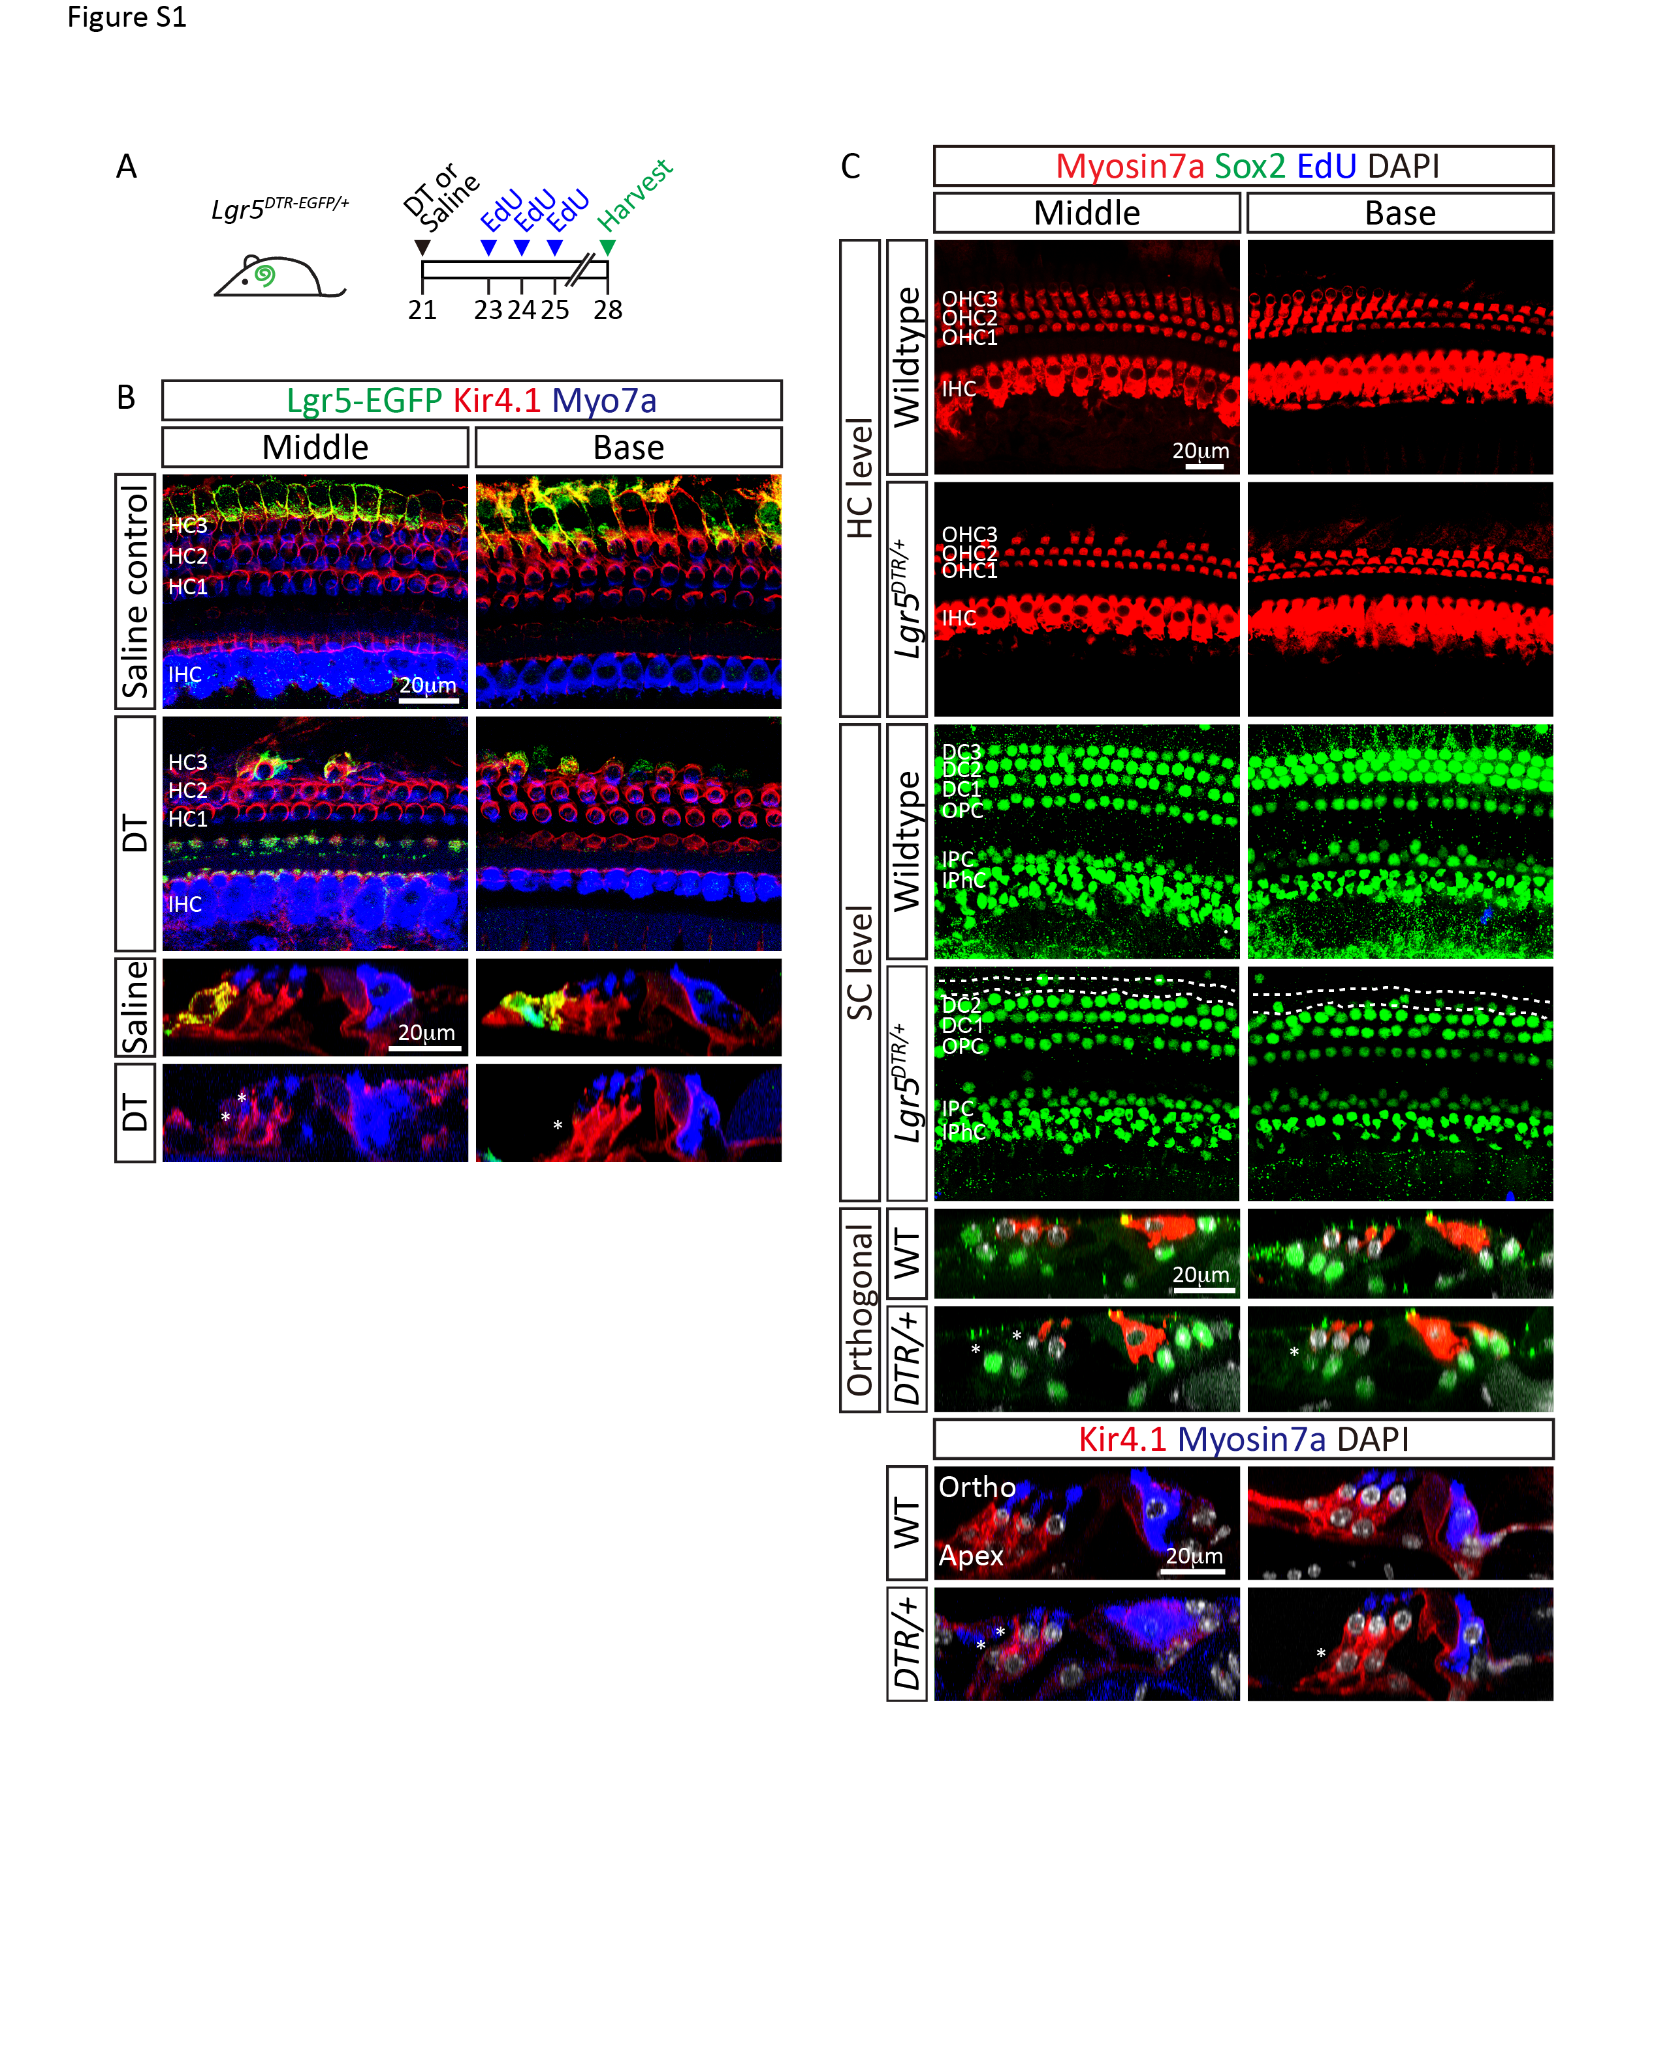 Figure S1
A
Lgr5DTR-EGFP/+
DT or
Saline
EdU
EdU
EdU
Harvest
21
23
24
25
28
B
Lgr5-EGFP Kir4.1 Myo7a
Middle
Base
Saline control
HC3
HC2
HC1
IHC
20µm
DT
HC3
HC2
HC1
IHC
Saline
20µm
DT
*
*
*
C
Myosin7a Sox2 EdU DAPI
Middle
Base
HC level
Wildtype
OHC3
OHC2
OHC1
IHC
20µm
Lgr5DTR/+
OHC3
OHC2
OHC1
IHC
SC level
Wildtype
DC3
DC2
DC1
OPC
IPC
IPhC
Lgr5DTR/+
DC2
DC1
OPC
IPC
IPhC
Orthogonal
WT
20µm
DTR/+
*
*
*
Kir4.1 Myosin7a DAPI
WT
Ortho
Apex
20µm
DTR/+
*
*
*